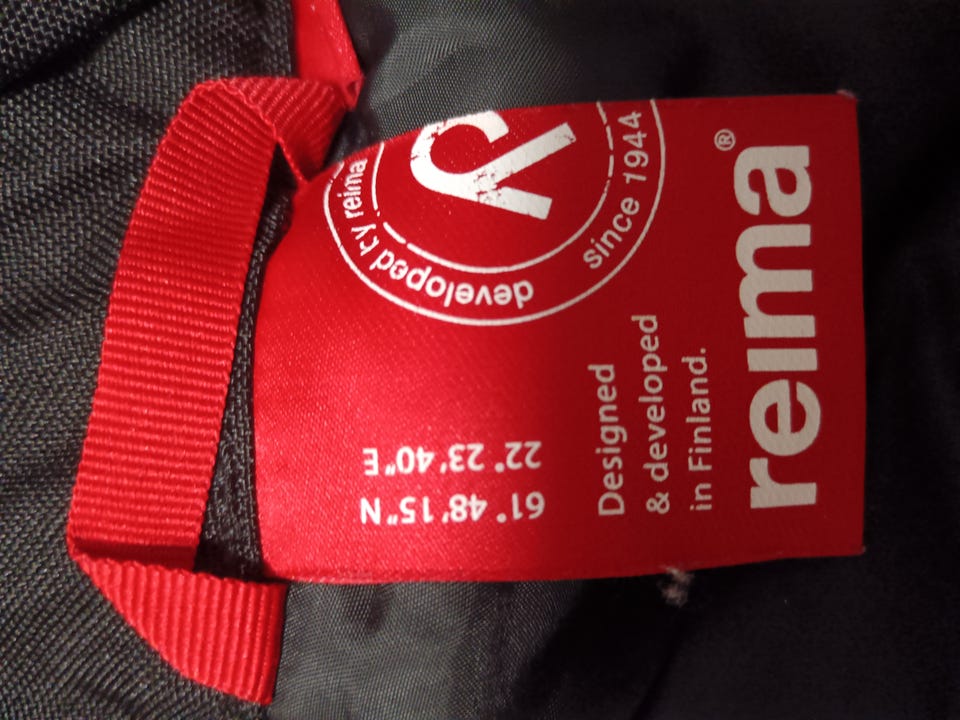 developed by reima
since 1944
61° 48' 15" N
22° 23' 40" E
Designed
& developed
in Finland.
reima®